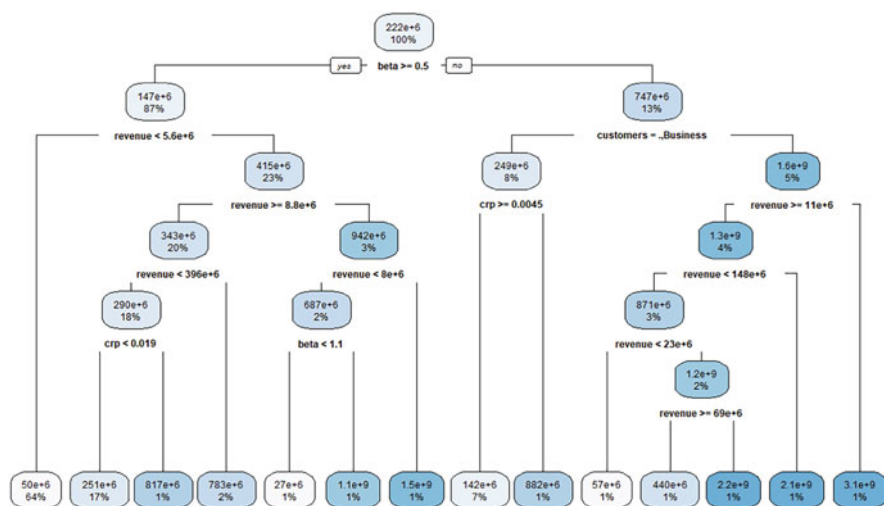 222e+6
100%
yes
beta >= 0.5
no
147e+6
87%
747e+6
13%
revenue < 5.6e+6
customers = .,Business
415e+6
23%
249e+6
8%
1.6e+9
5%
revenue >= 8.8e+6
crp >= 0.0045
revenue >= 11e+6
343e+6
20%
942e+6
3%
1.3e+9
4%
revenue < 396e+6
revenue < 8e+6
revenue < 148e+6
290e+6
18%
687e+6
2%
871e+6
3%
crp < 0.019
beta < 1.1
revenue < 23e+6
1.2e+9
2%
revenue >= 69e+6
50e+6
64%
251e+6
17%
817e+6
1%
783e+6
2%
27e+6
1%
1.1e+9
1%
1.5e+9
1%
142e+6
7%
882e+6
1%
57e+6
1%
440e+6
1%
2.2e+9
1%
2.1e+9
1%
3.1e+9
1%